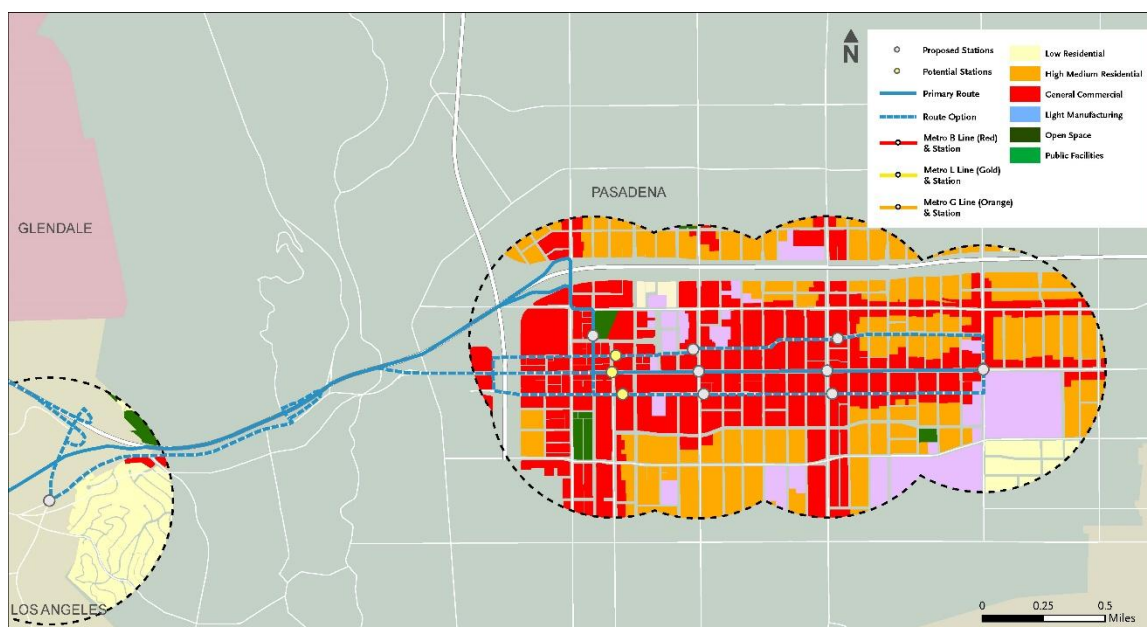 PASADENA
GLENDALE
LOS ANGELES
N
Proposed Stations
Potential Stations
Primary Route
Route Option
Metro B Line (Red)
& Station
Metro L Line (Gold)
& Station
Metro G Line (Orange)
& Station
Low Residential
High Medium Residential
General Commercial
Light Manufacturing
Open Space
Public Facilities
0 0.25 0.5
Miles